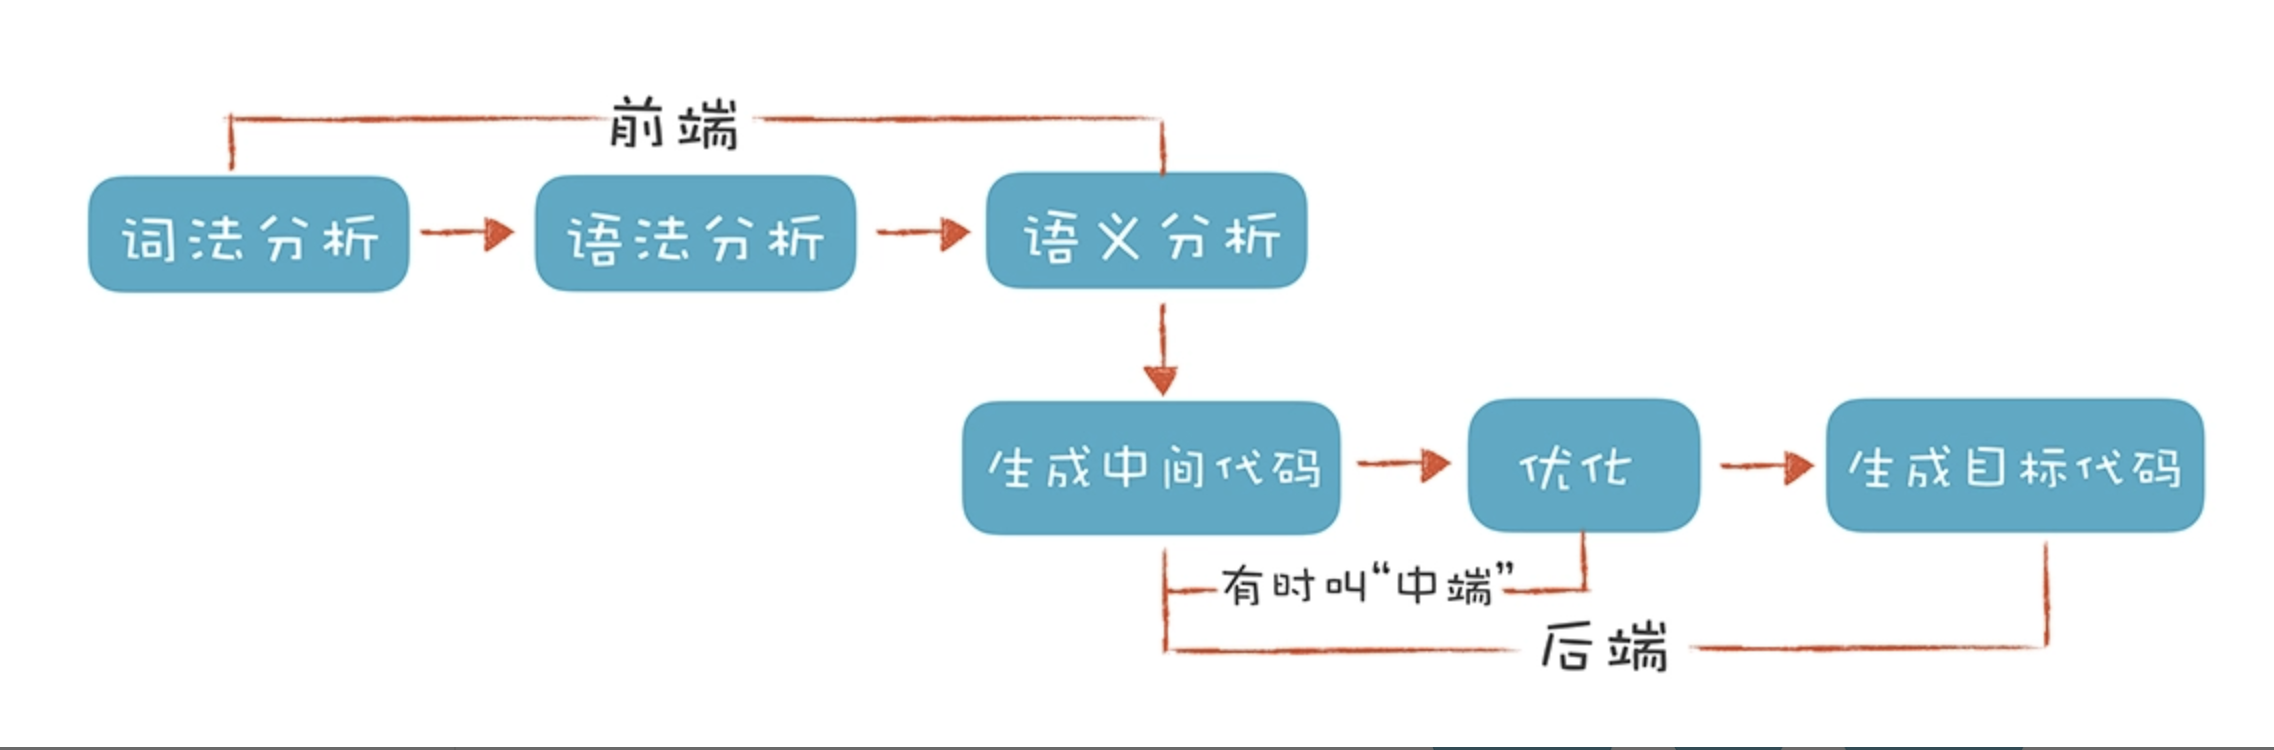 前端
词法分析
语法分析
语义分析
生成中间代码
优化
生成目标代码
有时叫“中端”
后端